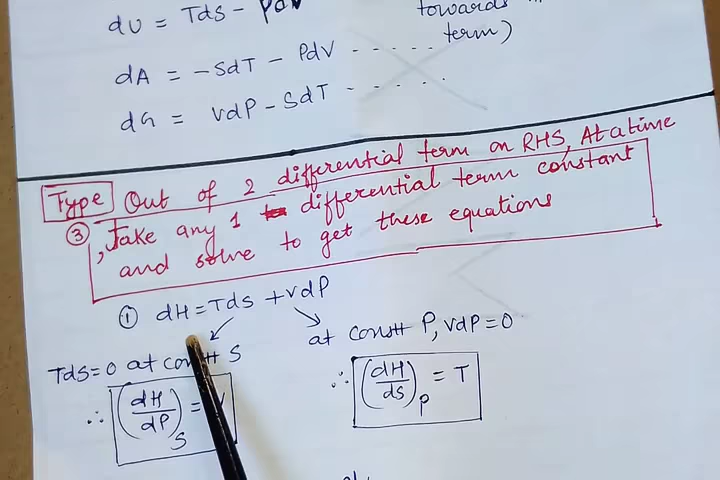 dU = TdS - PdV
towards
term)
dA = -SdT - PdV - - - - -
dG = VdP - SdT - - - - - .
Type Out of 2 differential term on RHS, At a time
③ , Take any 1 differential term constant
and solve to get these equations
① dH = TdS + VdP
TdS=0 at constt S
at constt P, VdP = 0
∴ (dH/dP)S =
∴ (dH/dS)P = T